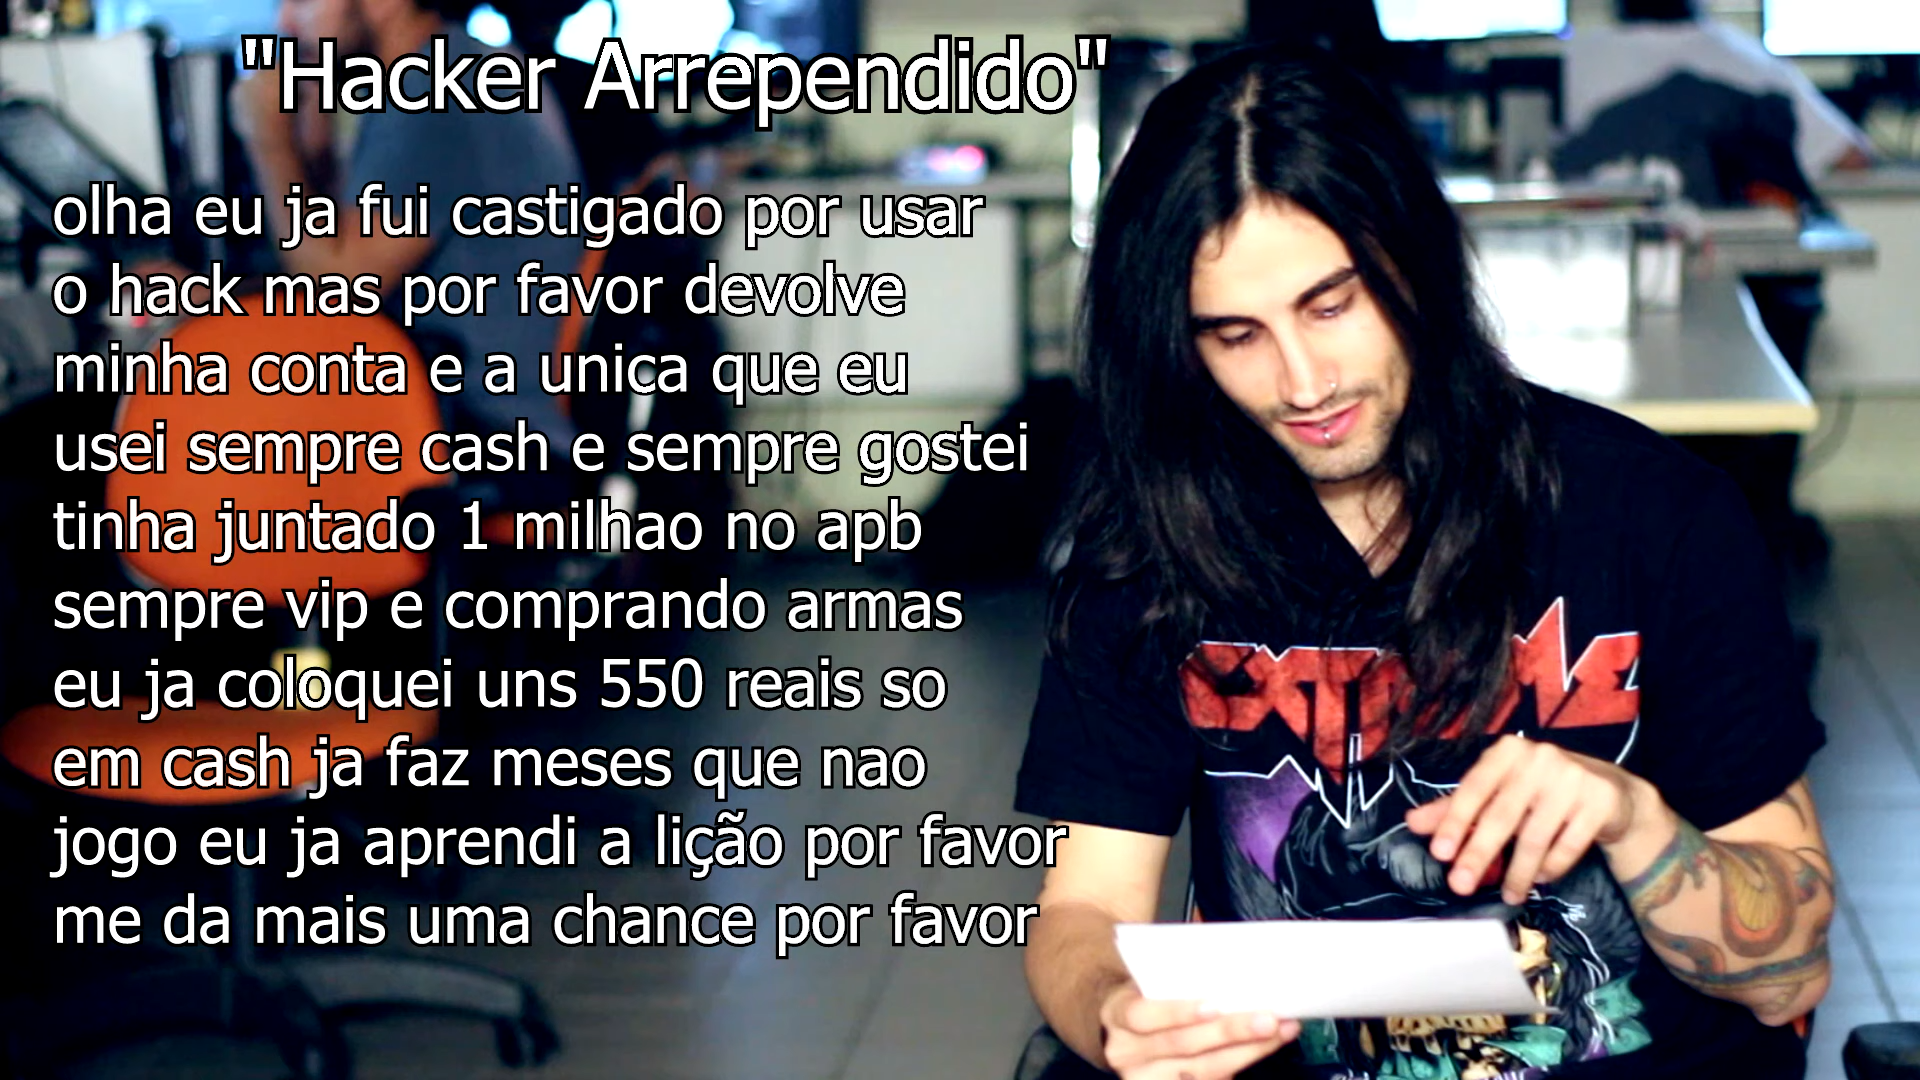 "Hacker Arrependido"
olha eu ja fui castigado por usar
o hack mas por favor devolve
minha conta e a unica que eu
usei sempre cash e sempre gostei
tinha juntado 1 milhao no apb
sempre vip e comprando armas
eu ja coloquei uns 550 reais so
em cash ja faz meses que nao
jogo eu ja aprendi a lição por favor
me da mais uma chance por favor
EXTREME